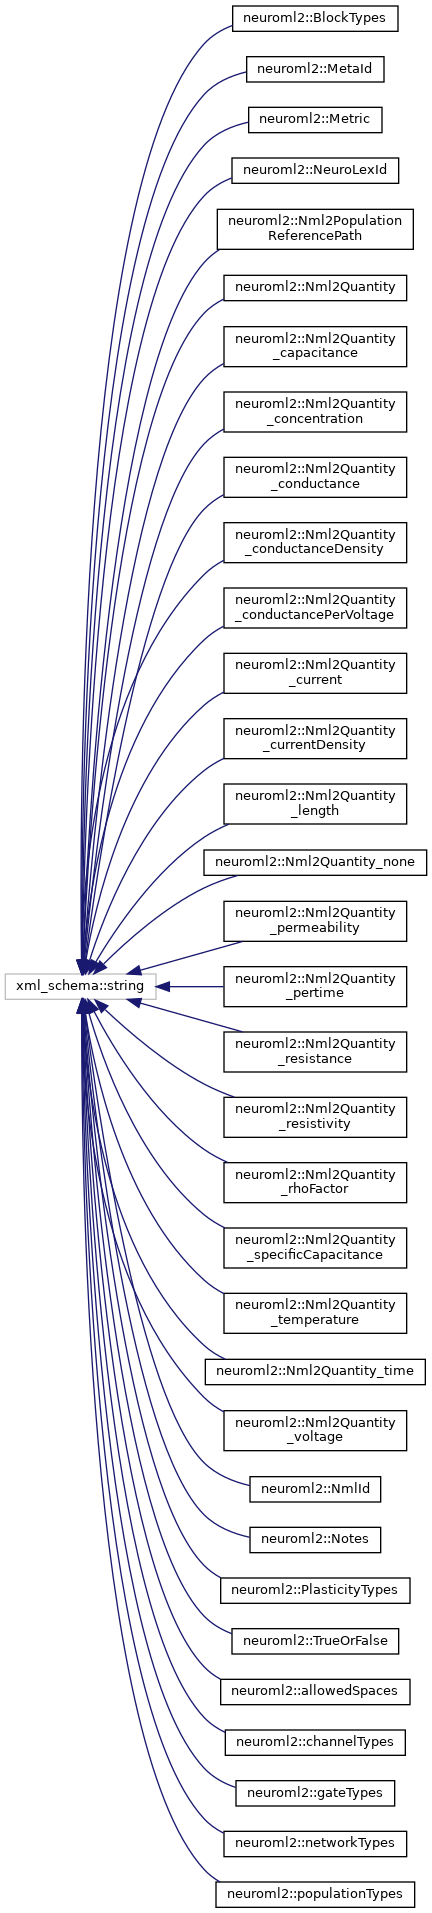 neuroml2::BlockTypes
neuroml2::MetaId
neuroml2::Metric
neuroml2::NeuroLexId
neuroml2::Nml2Population
ReferencePath
neuroml2::Nml2Quantity
neuroml2::Nml2Quantity
_capacitance
neuroml2::Nml2Quantity
_concentration
neuroml2::Nml2Quantity
_conductance
neuroml2::Nml2Quantity
_conductanceDensity
neuroml2::Nml2Quantity
_conductancePerVoltage
neuroml2::Nml2Quantity
_current
neuroml2::Nml2Quantity
_currentDensity
neuroml2::Nml2Quantity
_length
neuroml2::Nml2Quantity_none
neuroml2::Nml2Quantity
_permeability
xml_schema::string
neuroml2::Nml2Quantity
_pertime
neuroml2::Nml2Quantity
_resistance
neuroml2::Nml2Quantity
_resistivity
neuroml2::Nml2Quantity
_rhoFactor
neuroml2::Nml2Quantity
_specificCapacitance
neuroml2::Nml2Quantity
_temperature
neuroml2::Nml2Quantity_time
neuroml2::Nml2Quantity
_voltage
neuroml2::NmlId
neuroml2::Notes
neuroml2::PlasticityTypes
neuroml2::TrueOrFalse
neuroml2::allowedSpaces
neuroml2::channelTypes
neuroml2::gateTypes
neuroml2::networkTypes
neuroml2::populationTypes